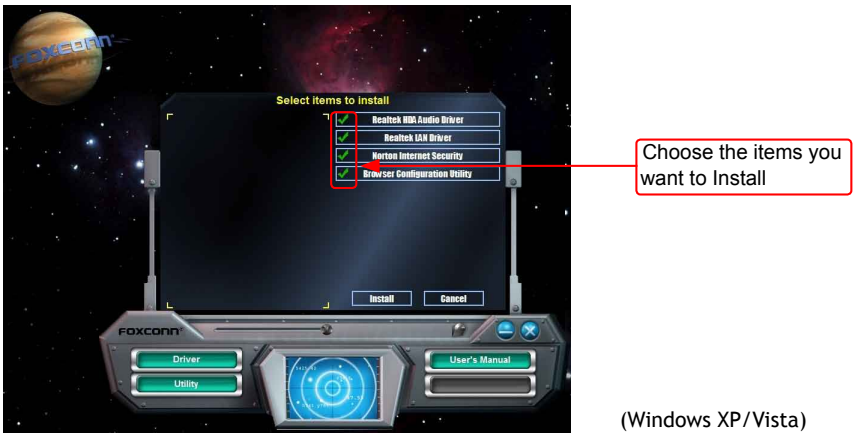 FOXCONN
Select items to install
Realtek HDA Audio Driver
Realtek LAN Driver
Norton Internet Security
Browser Configuration Utility
Choose the items you
want to Install
Install
Cancel
FOXCONN®
Driver
User's Manual
Utility
(Windows XP/Vista)